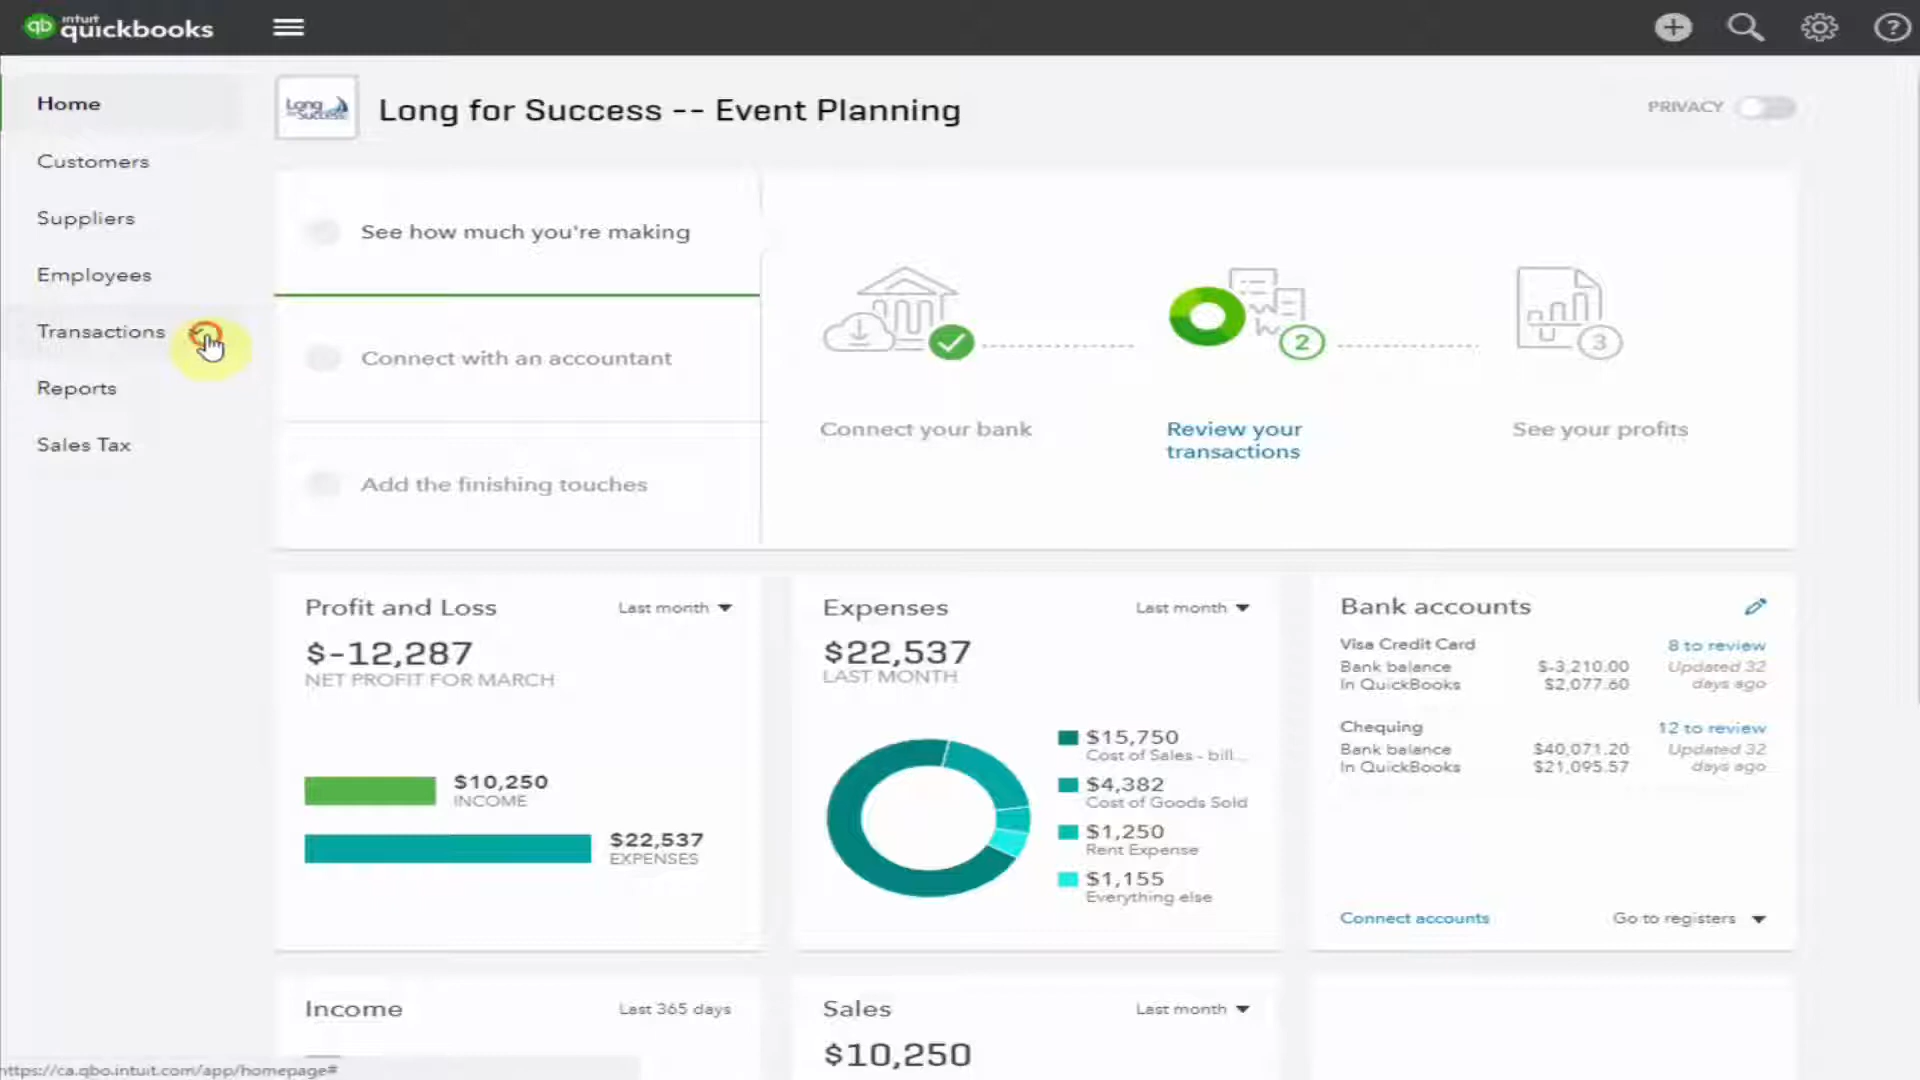 intuit
qb quickbooks
Home
Customers
Suppliers
Employees
Transactions
Reports
Sales Tax
Long for Success
Long for Success -- Event Planning
PRIVACY
See how much you're making
Connect with an accountant
Add the finishing touches
Connect your bank
2
Review your
transactions
3
See your profits
Profit and Loss
Last month
$-12,287
NET PROFIT FOR MARCH
$10,250
INCOME
$22,537
EXPENSES
Expenses
Last month
$22,537
LAST MONTH
$15,750
Cost of Sales - bill...
$4,382
Cost of Goods Sold
$1,250
Rent Expense
$1,155
Everything else
Bank accounts
Visa Credit Card 8 to review
Bank balance $-3,210.00 Updated 32
In QuickBooks $2,077.60 days ago
Chequing 12 to review
Bank balance $40,071.20 Updated 32
In QuickBooks $21,095.57 days ago
Connect accounts
Go to registers
Income
Last 365 days
Sales
Last month
$10,250
https://ca.qbo.intuit.com/app/homepage#